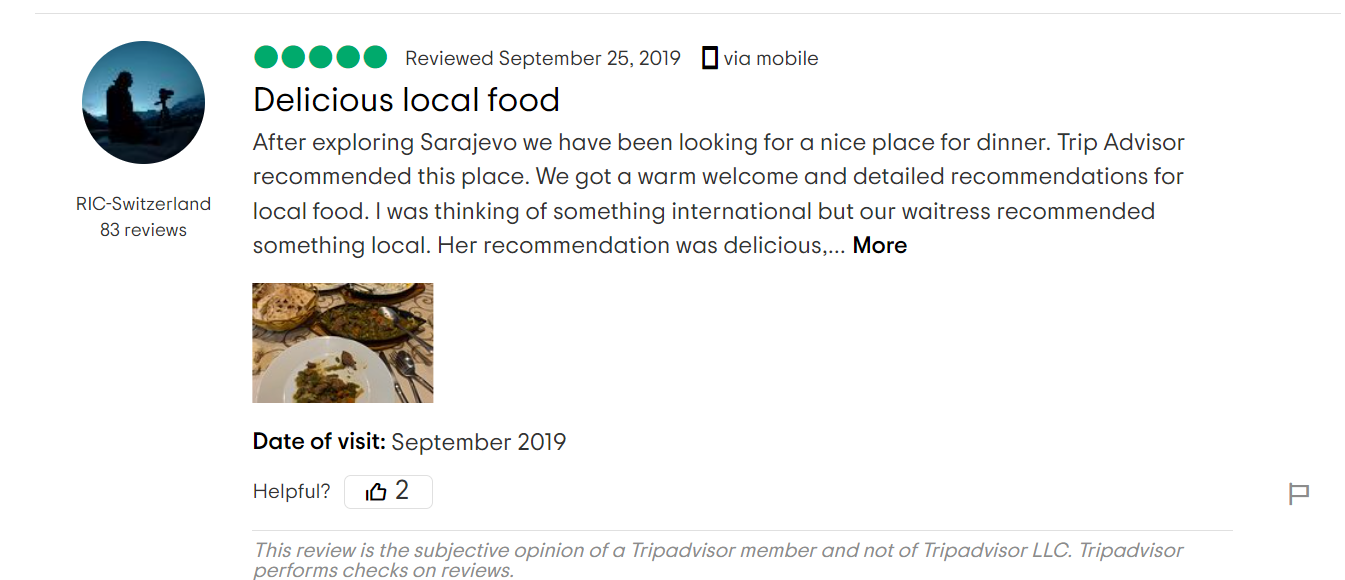 Reviewed September 25, 2019 via mobile
Delicious local food
After exploring Sarajevo we have been looking for a nice place for dinner. Trip Advisor
recommended this place. We got a warm welcome and detailed recommendations for
local food. I was thinking of something international but our waitress recommended
something local. Her recommendation was delicious,... More
RIC-Switzerland
83 reviews
Date of visit: September 2019
Helpful? 2
This review is the subjective opinion of a Tripadvisor member and not of Tripadvisor LLC. Tripadvisor
performs checks on reviews.